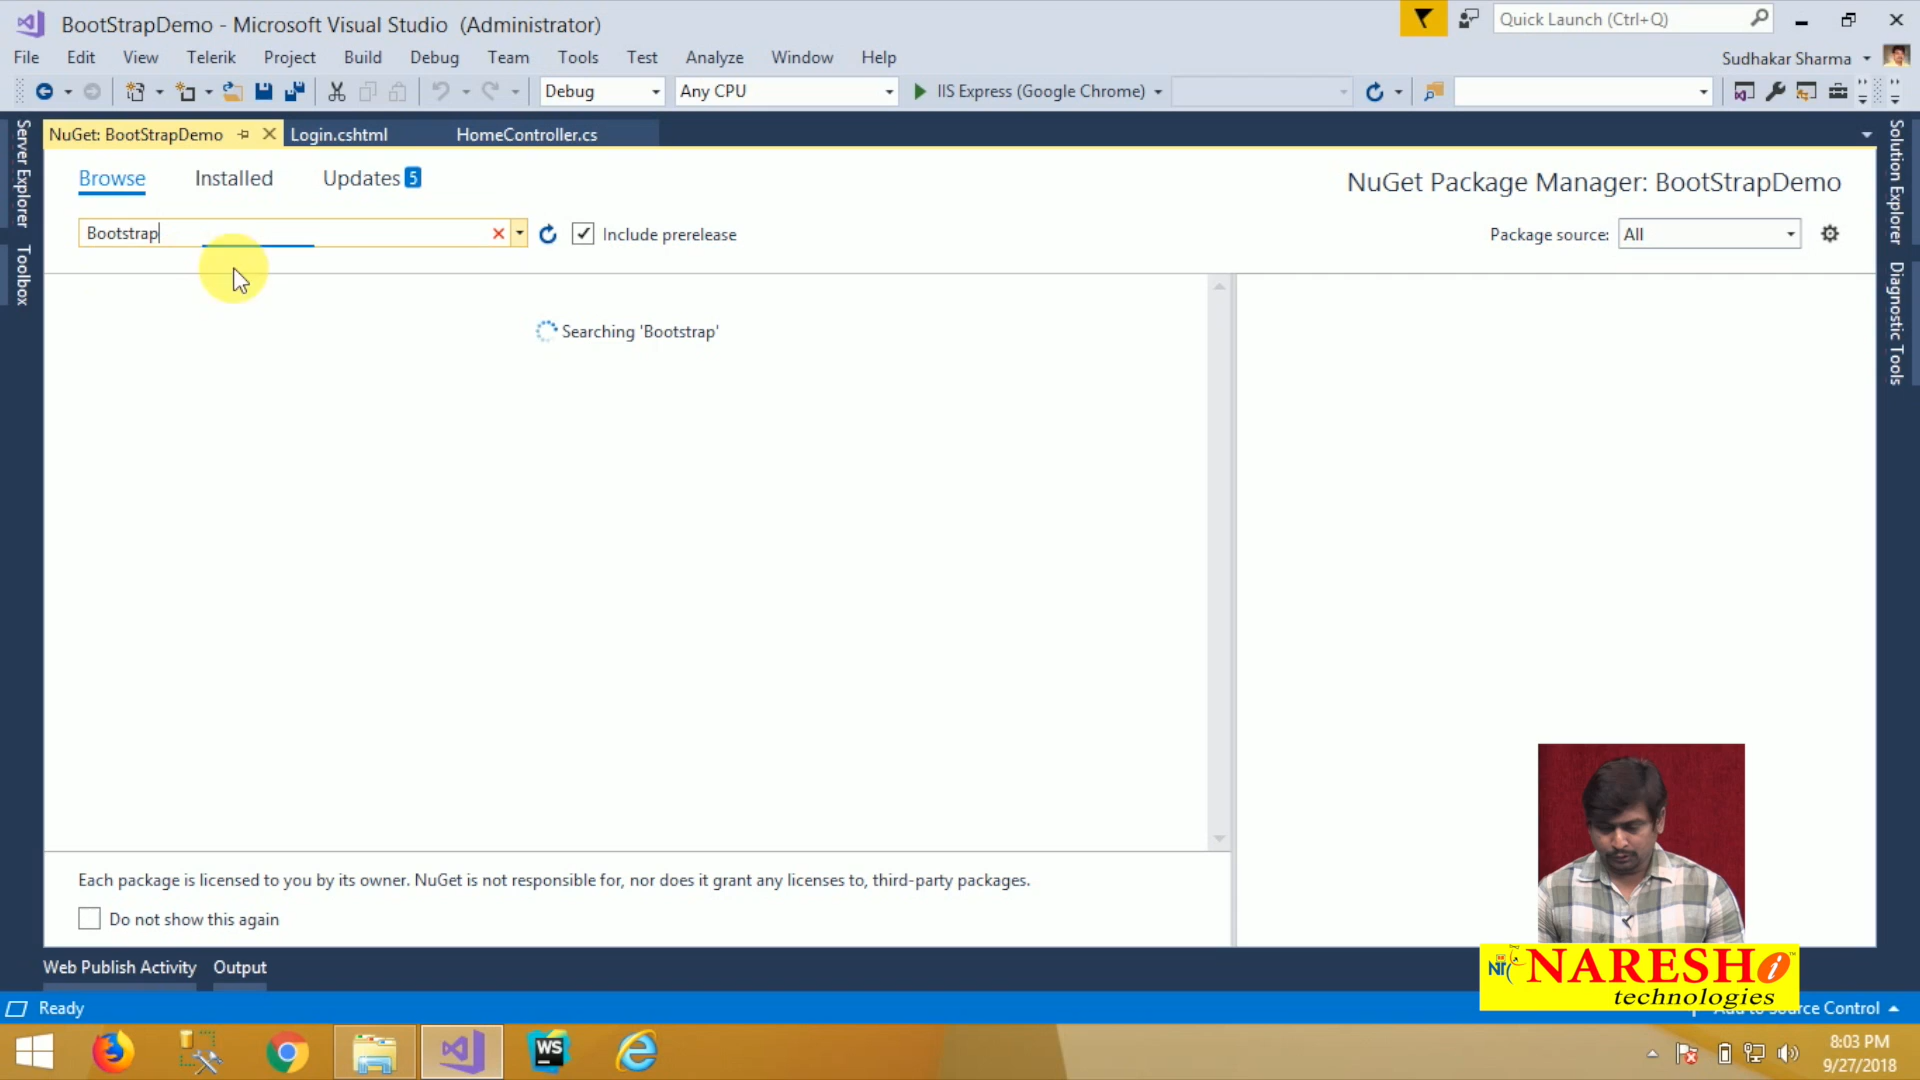 BootStrapDemo - Microsoft Visual Studio (Administrator)
Quick Launch (Ctrl+Q)
File Edit View Telerik Project Build Debug Team Tools Test Analyze Window Help
Sudhakar Sharma
Debug
Any CPU
IIS Express (Google Chrome)
Server Explorer
Toolbox
NuGet: BootStrapDemo
Login.cshtml
HomeController.cs
Solution Explorer
Diagnostic Tools
Browse
Installed
Updates 5
NuGet Package Manager: BootStrapDemo
Bootstrap
Include prerelease
Package source: All
Searching 'Bootstrap'
Each package is licensed to you by its owner. NuGet is not responsible for, nor does it grant any licenses to, third-party packages.
Do not show this again
Web Publish Activity
Output
NARESH i
technologies
Ready
Source Control
WS
8:03 PM
9/27/2018